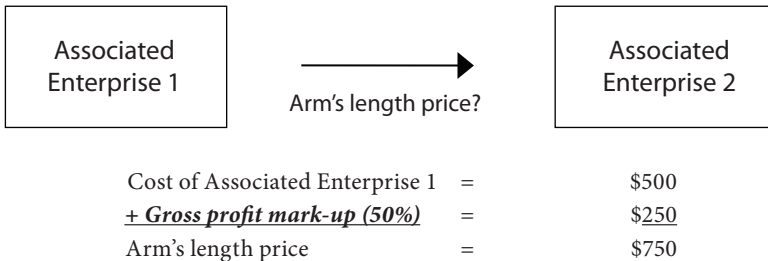 Associated
Enterprise 1
Arm's length price?
Associated
Enterprise 2
Cost of Associated Enterprise 1 = $500
+ Gross profit mark-up (50%) = $250
Arm's length price = $750